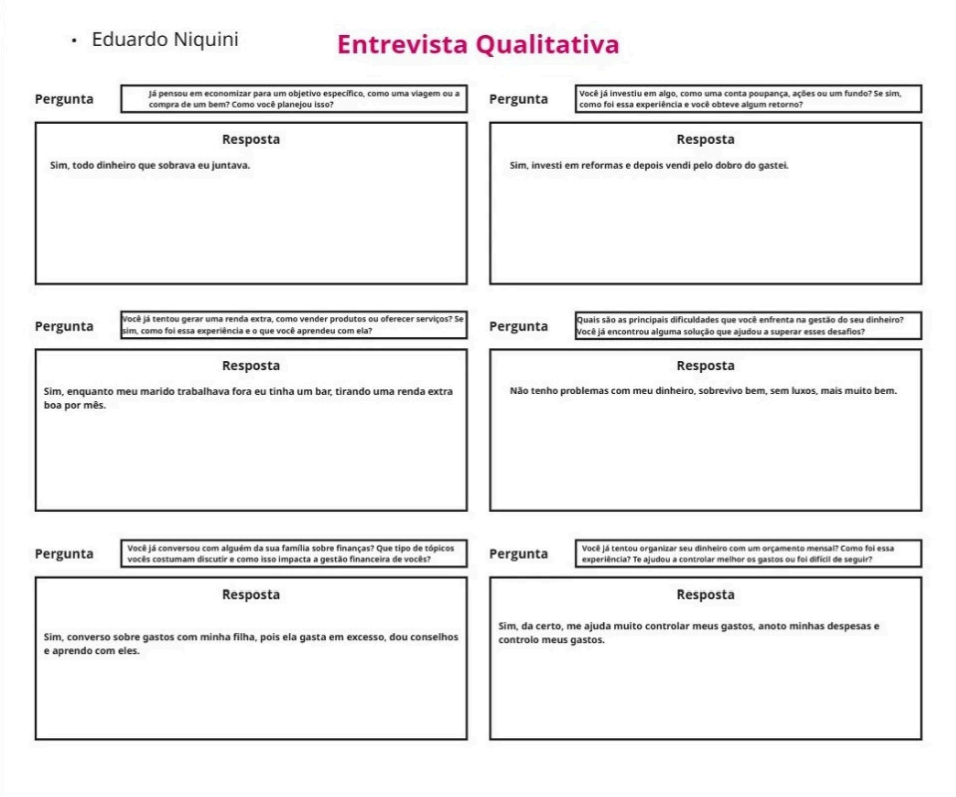 • Eduardo Niquini
Entrevista Qualitativa
Pergunta
Já pensou em economizar para um objetivo específico, como uma viagem ou a
compra de um bem? Como você planejou isso?
Resposta
Sim, todo dinheiro que sobrava eu juntava.
Pergunta
Você já investiu em algo, como uma conta poupança, ações ou um fundo? Se sim,
como foi essa experiência e você obteve algum retorno?
Resposta
Sim, investi em reformas e depois vendi pelo dobro do gastei.
Pergunta
Você já tentou gerar uma renda extra, como vender produtos ou oferecer serviços? Se
sim, como foi essa experiência e o que você aprendeu com ela?
Resposta
Sim, enquanto meu marido trabalhava fora eu tinha um bar, tirando uma renda extra
boa por mês.
Pergunta
Quais são as principais dificuldades que você enfrenta na gestão do seu dinheiro?
Você já encontrou alguma solução que ajudou a superar esses desafios?
Resposta
Não tenho problemas com meu dinheiro, sobrevivo bem, sem luxos, mais muito bem.
Pergunta
Você já conversou com alguém da sua família sobre finanças? Que tipo de tópicos
vocês costumam discutir e como isso impacta a gestão financeira de vocês?
Resposta
Sim, converso sobre gastos com minha filha, pois ela gasta em excesso, dou conselhos
e aprendo com eles.
Pergunta
Você já tentou organizar seu dinheiro com um orçamento mensal? Como foi essa
experiência? Te ajudou a controlar melhor os gastos ou foi difícil de seguir?
Resposta
Sim, da certo, me ajuda muito controlar meus gastos, anoto minhas despesas e
controlo meus gastos.